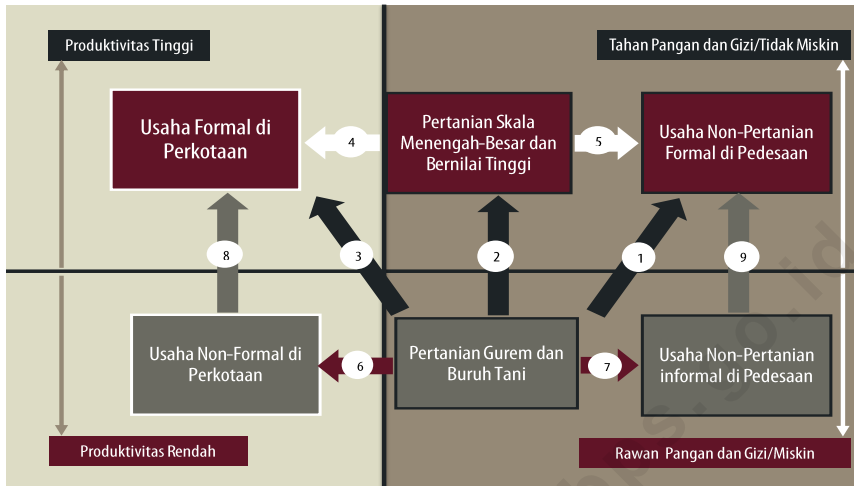 Produktivitas Tinggi
Tahan Pangan dan Gizi/Tidak Miskin
Usaha Formal di
Perkotaan
4
Pertanian Skala
Menengah-Besar dan
Bernilai Tinggi
5
Usaha Non-Pertanian
Formal di Pedesaan
8
3
2
1
9
Usaha Non-Formal di
Perkotaan
6
Pertanian Gurem dan
Buruh Tani
7
Usaha Non-Pertanian
informal di Pedesaan
Produktivitas Rendah
Rawan Pangan dan Gizi/Miskin
bps.go.id